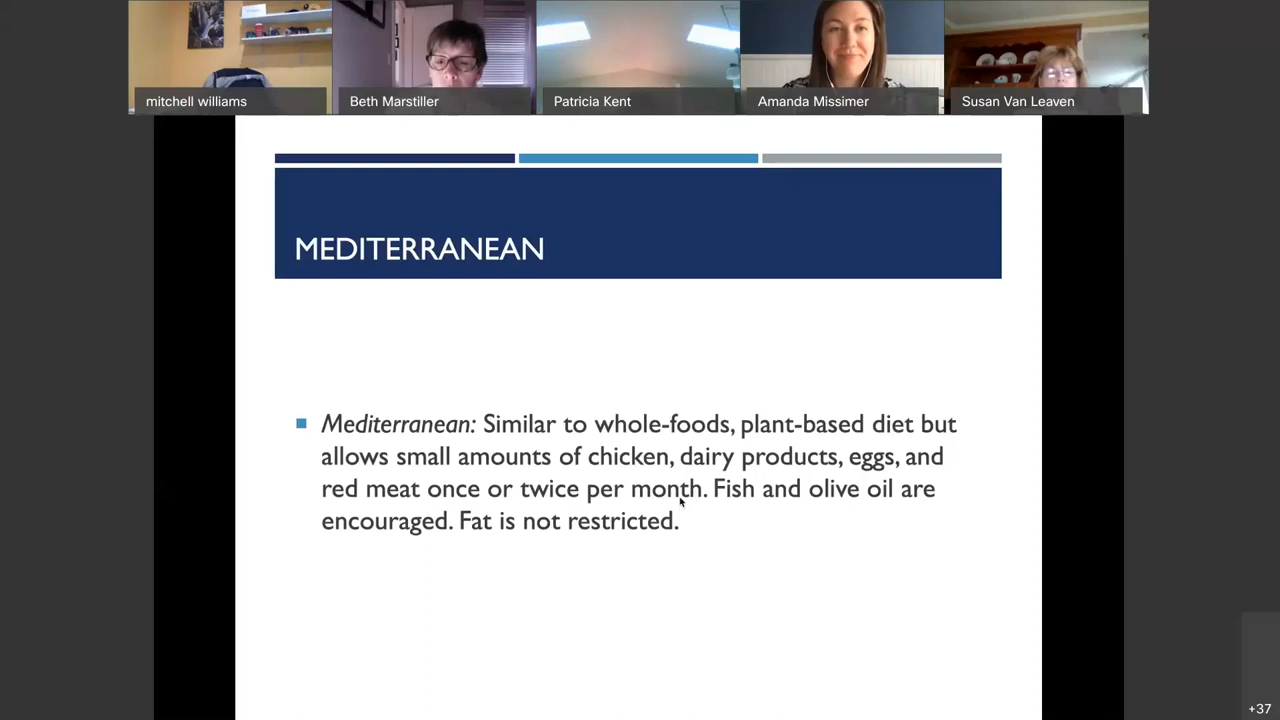 mitchell williams
Beth Marstiller
Patricia Kent
Amanda Missimer
Susan Van Leaven
MEDITERRANEAN
Mediterranean: Similar to whole-foods, plant-based diet but
allows small amounts of chicken, dairy products, eggs, and
red meat once or twice per month. Fish and olive oil are
encouraged. Fat is not restricted.
+37